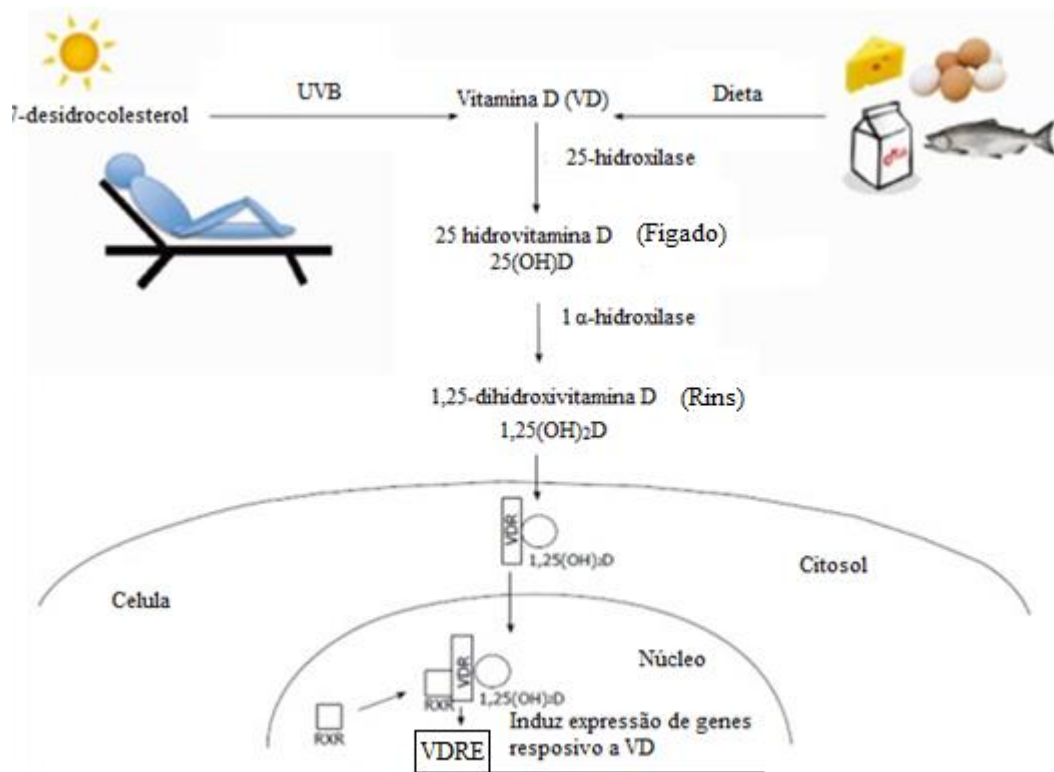 UVB
Vitamina D (VD)
Dieta
7-desidrocolesterol
25-hidroxilase
25 hidrovitamina D (Figado)
25(OH)D
1 α-hidroxilase
1,25-dihidroxivitamina D (Rins)
1,25(OH)2D
VDR
1,25(OH)2D
Citosol
Celula
Núcleo
VDR
RXR
1,25(OH)2D
RXR
Induz expressão de genes
resposivo a VD
VDRE